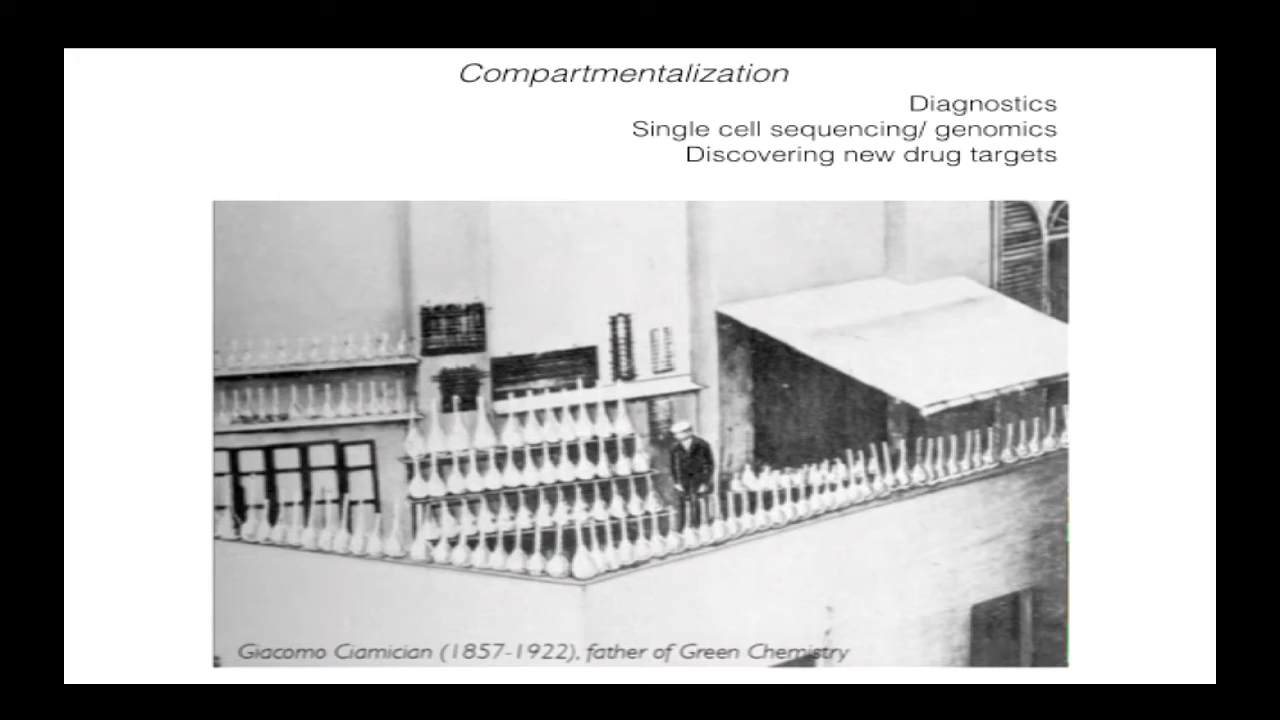 Compartmentalization
Diagnostics
Single cell sequencing/ genomics
Discovering new drug targets
Giacomo Ciamician (1857-1922), father of Green Chemistry